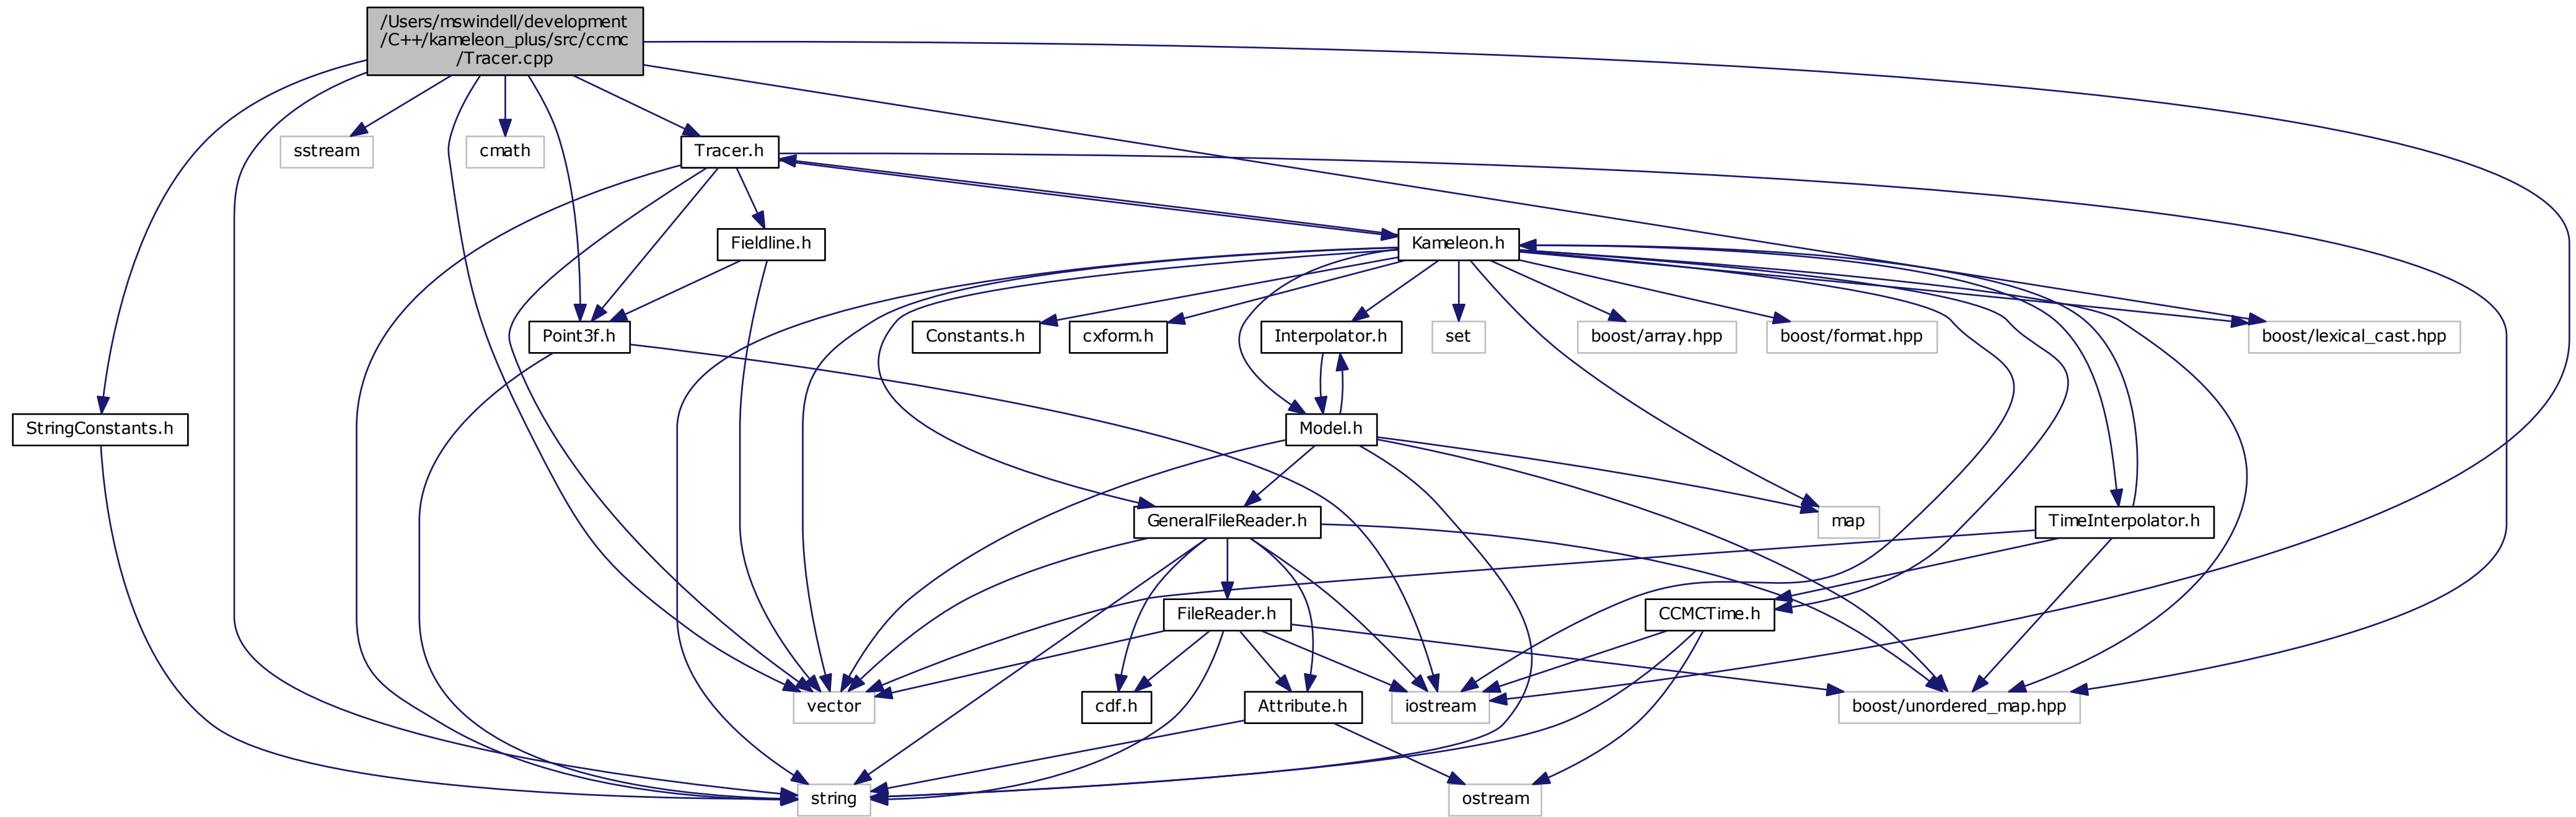 /Users/mswindell/development
/C++/kameleon_plus/src/ccmc
/Tracer.cpp
sstream
cmath
Tracer.h
Fieldline.h
Kameleon.h
Point3f.h
Constants.h
cxform.h
Interpolator.h
set
boost/array.hpp
boost/format.hpp
boost/lexical_cast.hpp
StringConstants.h
Model.h
GeneralFileReader.h
map
TimeInterpolator.h
FileReader.h
CCMCTime.h
vector
cdf.h
Attribute.h
iostream
boost/unordered_map.hpp
string
ostream